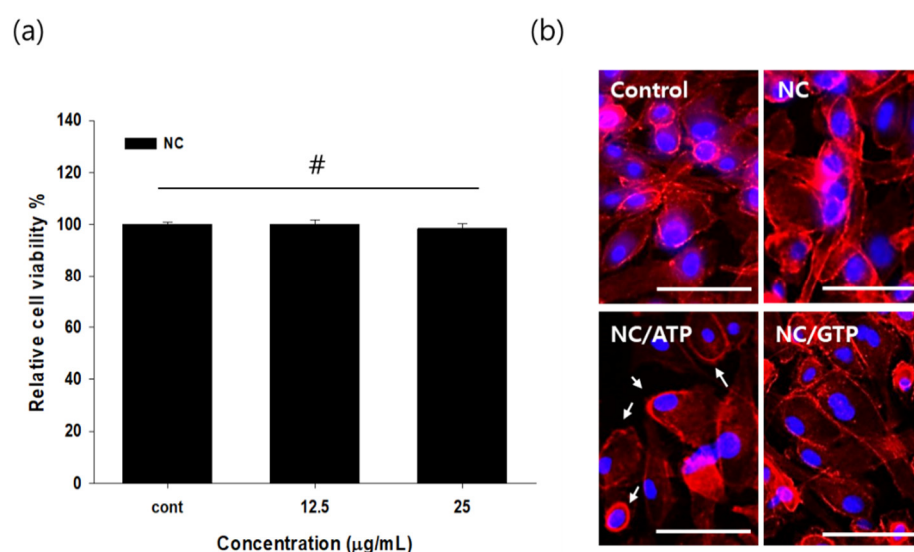 (a)
(b)
140
120
100
80
60
40
20
0
Relative cell viability %
NC
#
cont
12.5
25
Concentration (μg/mL)
Control
NC
NC/ATP
NC/GTP